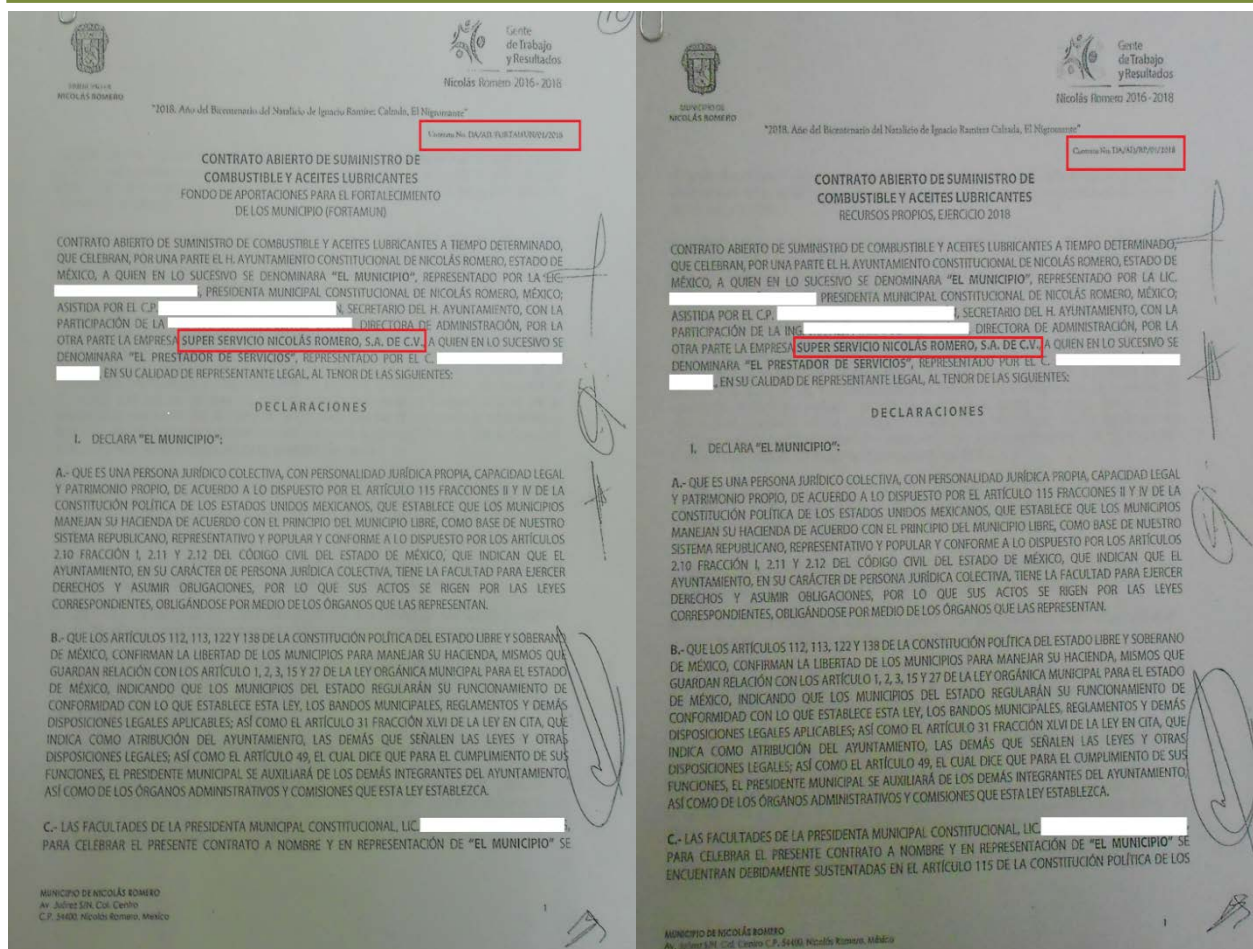 10
Gente
de Trabajo
y Resultados
Nicolás Romero 2016-2018
NICOLÁS ROMERO
"2018. Año del Bicentenario del Natalicio de Ignacio Ramírez Calzada, El Nigromante"
Contrato No. DA/AD/FORTAMUN/01/2018
CONTRATO ABIERTO DE SUMINISTRO DE
COMBUSTIBLE Y ACEITES LUBRICANTES
FONDO DE APORTACIONES PARA EL FORTALECIMIENTO
DE LOS MUNICIPIO (FORTAMUN)
CONTRATO ABIERTO DE SUMINISTRO DE COMBUSTIBLE Y ACEITES LUBRICANTES A TIEMPO DETERMINADO,
QUE CELEBRAN, POR UNA PARTE EL H. AYUNTAMIENTO CONSTITUCIONAL DE NICOLÁS ROMERO, ESTADO DE
MÉXICO, A QUIEN EN LO SUCESIVO SE DENOMINARA "EL MUNICIPIO", REPRESENTADO POR LA LIC.
, PRESIDENTA MUNICIPAL CONSTITUCIONAL DE NICOLÁS ROMERO, MÉXICO;
ASISTIDA POR EL C.P. , SECRETARIO DEL H. AYUNTAMIENTO, CON LA
PARTICIPACIÓN DE LA DIRECTORA DE ADMINISTRACIÓN, POR LA
OTRA PARTE LA EMPRESA SUPER SERVICIO NICOLÁS ROMERO, S.A. DE C.V., A QUIEN EN LO SUCESIVO SE
DENOMINARA "EL PRESTADOR DE SERVICIOS", REPRESENTADO POR EL C.
, EN SU CALIDAD DE REPRESENTANTE LEGAL, AL TENOR DE LAS SIGUIENTES:
DECLARACIONES
I. DECLARA "EL MUNICIPIO":
A.- QUE ES UNA PERSONA JURÍDICO COLECTIVA, CON PERSONALIDAD JURÍDICA PROPIA, CAPACIDAD LEGAL
Y PATRIMONIO PROPIO, DE ACUERDO A LO DISPUESTO POR EL ARTÍCULO 115 FRACCIONES II Y IV DE LA
CONSTITUCIÓN POLÍTICA DE LOS ESTADOS UNIDOS MEXICANOS, QUE ESTABLECE QUE LOS MUNICIPIOS
MANEJAN SU HACIENDA DE ACUERDO CON EL PRINCIPIO DEL MUNICIPIO LIBRE, COMO BASE DE NUESTRO
SISTEMA REPUBLICANO, REPRESENTATIVO Y POPULAR Y CONFORME A LO DISPUESTO POR LOS ARTÍCULOS
2.10 FRACCIÓN I, 2.11 Y 2.12 DEL CÓDIGO CIVIL DEL ESTADO DE MÉXICO, QUE INDICAN QUE EL
AYUNTAMIENTO, EN SU CARÁCTER DE PERSONA JURÍDICA COLECTIVA, TIENE LA FACULTAD PARA EJERCER
DERECHOS Y ASUMIR OBLIGACIONES, POR LO QUE SUS ACTOS SE RIGEN POR LAS LEYES
CORRESPONDIENTES, OBLIGÁNDOSE POR MEDIO DE LOS ÓRGANOS QUE LAS REPRESENTAN.
B.- QUE LOS ARTÍCULOS 112, 113, 122 Y 138 DE LA CONSTITUCIÓN POLÍTICA DEL ESTADO LIBRE Y SOBERANO
DE MÉXICO, CONFIRMAN LA LIBERTAD DE LOS MUNICIPIOS PARA MANEJAR SU HACIENDA, MISMOS QUE
GUARDAN RELACIÓN CON LOS ARTÍCULO 1, 2, 3, 15 Y 27 DE LA LEY ORGÁNICA MUNICIPAL PARA EL ESTADO
DE MÉXICO, INDICANDO QUE LOS MUNICIPIOS DEL ESTADO REGULARÁN SU FUNCIONAMIENTO DE
CONFORMIDAD CON LO QUE ESTABLECE ESTA LEY, LOS BANDOS MUNICIPALES, REGLAMENTOS Y DEMÁS
DISPOSICIONES LEGALES APLICABLES; ASÍ COMO EL ARTÍCULO 31 FRACCIÓN XLVI DE LA LEY EN CITA, QUE
INDICA COMO ATRIBUCIÓN DEL AYUNTAMIENTO, LAS DEMÁS QUE SEÑALEN LAS LEYES Y OTRAS
DISPOSICIONES LEGALES; ASÍ COMO EL ARTÍCULO 49, EL CUAL DICE QUE PARA EL CUMPLIMIENTO DE SUS
FUNCIONES, EL PRESIDENTE MUNICIPAL SE AUXILIARÁ DE LOS DEMÁS INTEGRANTES DEL AYUNTAMIENTO,
ASÍ COMO DE LOS ÓRGANOS ADMINISTRATIVOS Y COMISIONES QUE ESTA LEY ESTABLEZCA.
C.- LAS FACULTADES DE LA PRESIDENTA MUNICIPAL CONSTITUCIONAL, LIC.
PARA CELEBRAR EL PRESENTE CONTRATO A NOMBRE Y EN REPRESENTACIÓN DE "EL MUNICIPIO" SE
MUNICIPIO DE NICOLÁS ROMERO
Av. Juárez S/N, Col. Centro
C.P. 54400, Nicolás Romero, México
1
Gente
de Trabajo
y Resultados
Nicolás Romero 2016-2018
MUNICIPIO DE
NICOLÁS ROMERO
"2018. Año del Bicentenario del Natalicio de Ignacio Ramírez Calzada, El Nigromante"
Contrato No. DA/AD/RP/01/2018
CONTRATO ABIERTO DE SUMINISTRO DE
COMBUSTIBLE Y ACEITES LUBRICANTES
RECURSOS PROPIOS, EJERCICIO 2018
CONTRATO ABIERTO DE SUMINISTRO DE COMBUSTIBLE Y ACEITES LUBRICANTES A TIEMPO DETERMINADO,
QUE CELEBRAN, POR UNA PARTE EL H. AYUNTAMIENTO CONSTITUCIONAL DE NICOLÁS ROMERO, ESTADO DE
MÉXICO, A QUIEN EN LO SUCESIVO SE DENOMINARA "EL MUNICIPIO", REPRESENTADO POR LA LIC.
PRESIDENTA MUNICIPAL CONSTITUCIONAL DE NICOLÁS ROMERO, MÉXICO;
ASISTIDA POR EL C.P. , SECRETARIO DEL H. AYUNTAMIENTO, CON LA
PARTICIPACIÓN DE LA ING. DIRECTORA DE ADMINISTRACIÓN, POR LA
OTRA PARTE LA EMPRESA SUPER SERVICIO NICOLÁS ROMERO, S.A. DE C.V., A QUIEN EN LO SUCESIVO SE
DENOMINARA "EL PRESTADOR DE SERVICIOS", REPRESENTADO POR EL C.
, EN SU CALIDAD DE REPRESENTANTE LEGAL, AL TENOR DE LAS SIGUIENTES:
DECLARACIONES
I. DECLARA "EL MUNICIPIO":
A.- QUE ES UNA PERSONA JURÍDICO COLECTIVA, CON PERSONALIDAD JURÍDICA PROPIA, CAPACIDAD LEGAL
Y PATRIMONIO PROPIO, DE ACUERDO A LO DISPUESTO POR EL ARTÍCULO 115 FRACCIONES II Y IV DE LA
CONSTITUCIÓN POLÍTICA DE LOS ESTADOS UNIDOS MEXICANOS, QUE ESTABLECE QUE LOS MUNICIPIOS
MANEJAN SU HACIENDA DE ACUERDO CON EL PRINCIPIO DEL MUNICIPIO LIBRE, COMO BASE DE NUESTRO
SISTEMA REPUBLICANO, REPRESENTATIVO Y POPULAR Y CONFORME A LO DISPUESTO POR LOS ARTÍCULOS
2.10 FRACCIÓN I, 2.11 Y 2.12 DEL CÓDIGO CIVIL DEL ESTADO DE MÉXICO, QUE INDICAN QUE EL
AYUNTAMIENTO, EN SU CARÁCTER DE PERSONA JURÍDICA COLECTIVA, TIENE LA FACULTAD PARA EJERCER
DERECHOS Y ASUMIR OBLIGACIONES, POR LO QUE SUS ACTOS SE RIGEN POR LAS LEYES
CORRESPONDIENTES, OBLIGÁNDOSE POR MEDIO DE LOS ÓRGANOS QUE LAS REPRESENTAN.
B.- QUE LOS ARTÍCULOS 112, 113, 122 Y 138 DE LA CONSTITUCIÓN POLÍTICA DEL ESTADO LIBRE Y SOBERANO
DE MÉXICO, CONFIRMAN LA LIBERTAD DE LOS MUNICIPIOS PARA MANEJAR SU HACIENDA, MISMOS QUE
GUARDAN RELACIÓN CON LOS ARTÍCULO 1, 2, 3, 15 Y 27 DE LA LEY ORGÁNICA MUNICIPAL PARA EL ESTADO
DE MÉXICO, INDICANDO QUE LOS MUNICIPIOS DEL ESTADO REGULARÁN SU FUNCIONAMIENTO DE
CONFORMIDAD CON LO QUE ESTABLECE ESTA LEY, LOS BANDOS MUNICIPALES, REGLAMENTOS Y DEMÁS
DISPOSICIONES LEGALES APLICABLES; ASÍ COMO EL ARTÍCULO 31 FRACCIÓN XLVI DE LA LEY EN CITA, QUE
INDICA COMO ATRIBUCIÓN DEL AYUNTAMIENTO, LAS DEMÁS QUE SEÑALEN LAS LEYES Y OTRAS
DISPOSICIONES LEGALES; ASÍ COMO EL ARTÍCULO 49, EL CUAL DICE QUE PARA EL CUMPLIMIENTO DE SUS
FUNCIONES, EL PRESIDENTE MUNICIPAL SE AUXILIARÁ DE LOS DEMÁS INTEGRANTES DEL AYUNTAMIENTO,
ASÍ COMO DE LOS ÓRGANOS ADMINISTRATIVOS Y COMISIONES QUE ESTA LEY ESTABLEZCA.
C.- LAS FACULTADES DE LA PRESIDENTA MUNICIPAL CONSTITUCIONAL, LIC.
PARA CELEBRAR EL PRESENTE CONTRATO A NOMBRE Y EN REPRESENTACIÓN DE "EL MUNICIPIO" SE
ENCUENTRAN DEBIDAMENTE SUSTENTADAS EN EL ARTÍCULO 115 DE LA CONSTITUCIÓN POLÍTICA DE LOS
MUNICIPIO DE NICOLÁS ROMERO
Av. Juárez S/N, Col. Centro C.P. 54400, Nicolás Romero, México
1